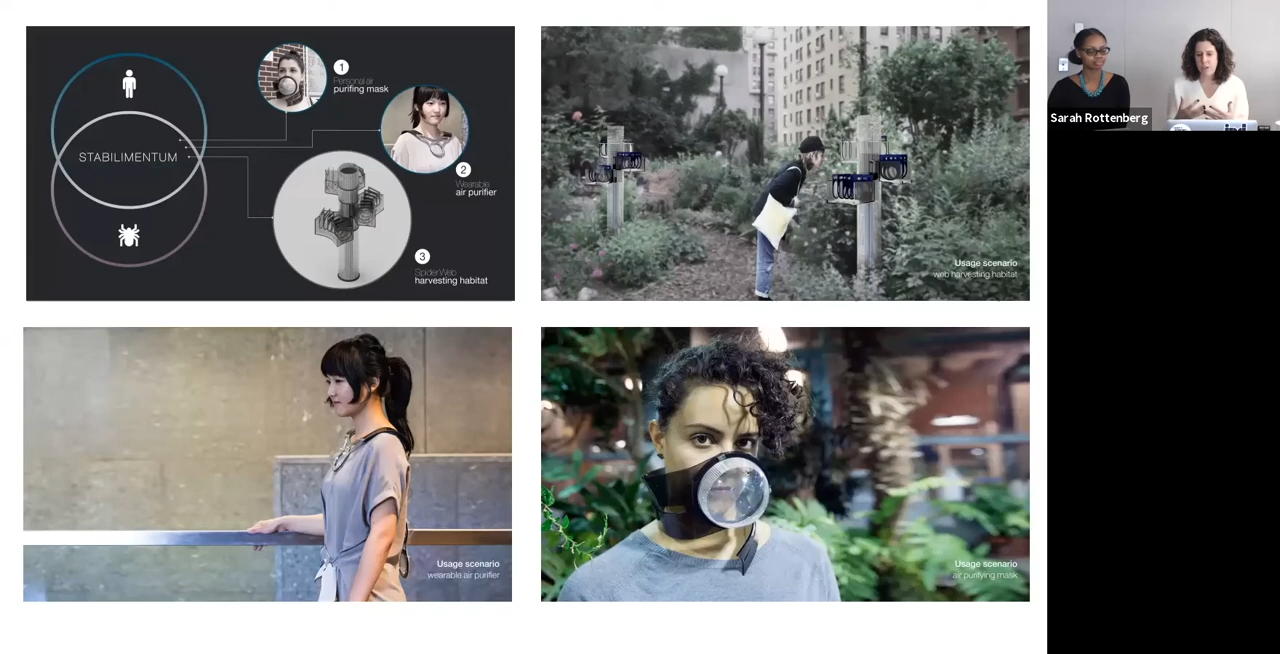 STABILIMENTUM
1
Personal air
purifing mask
2
Wearable
air purifier
3
SpiderWeb
harvesting habitat
Usage scenario
web harvesting habitat
Usage scenario
wearable air purifier
Usage scenario
air purifying mask
Sarah Rottenberg